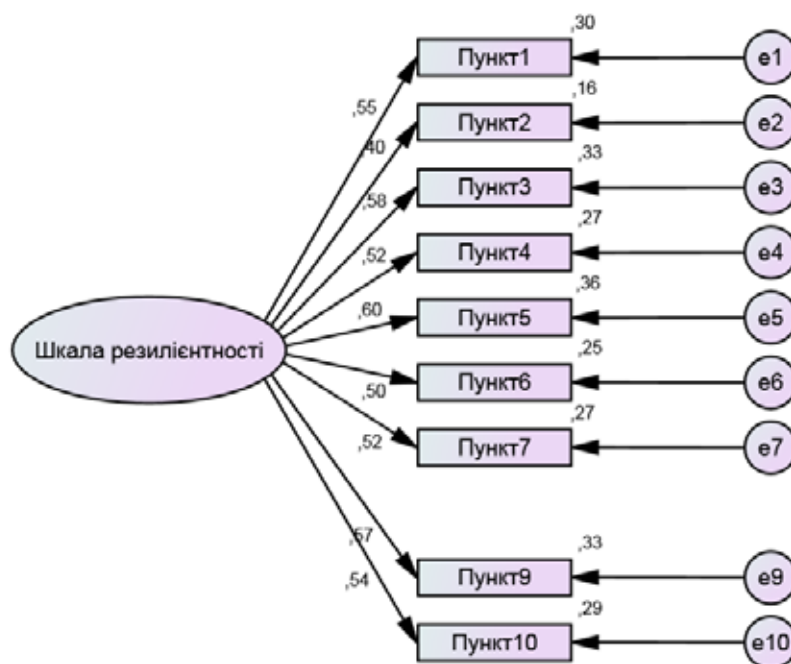 ,30
Пункт1
e1
,55
,16
Пункт2
e2
,40
,33
Пункт3
e3
,58
,27
Пункт4
e4
,52
,36
Пункт5
e5
,60
Шкала резилієнтності
,25
Пункт6
e6
,50
,27
Пункт7
e7
,52
,57
,33
Пункт9
e9
,54
,29
Пункт10
e10